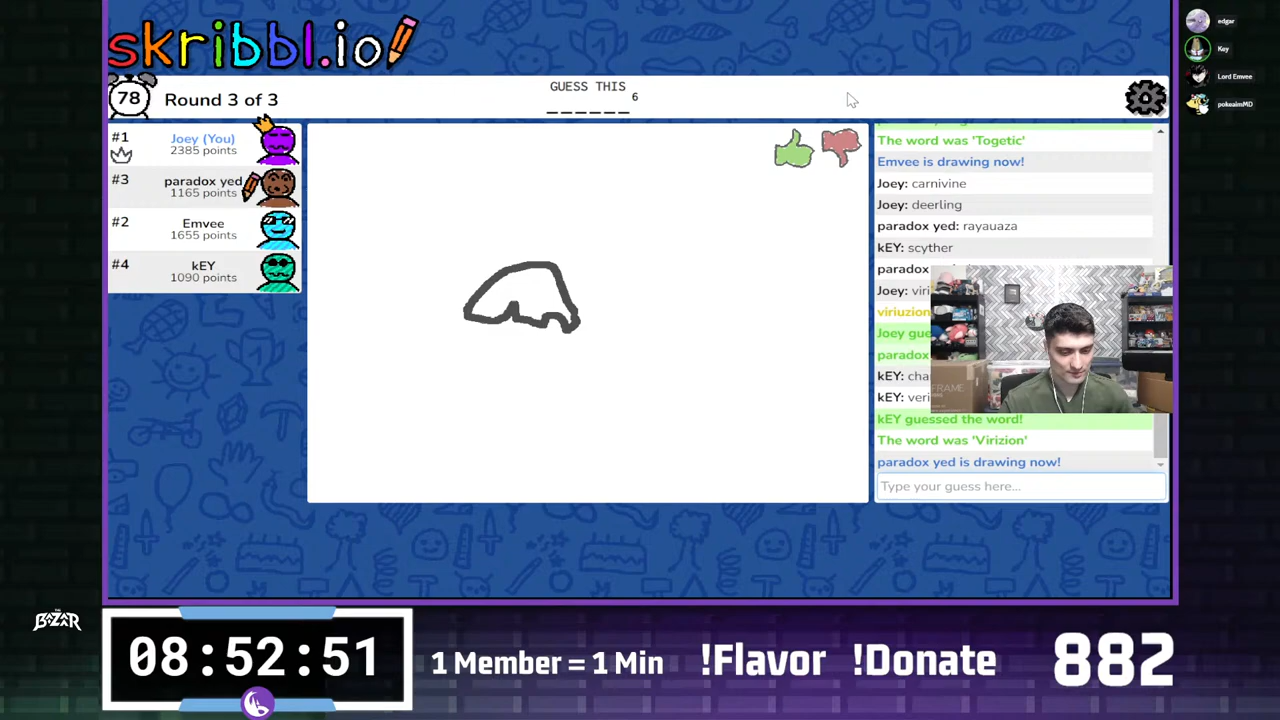 skribbl.io
78
Round 3 of 3
GUESS THIS
______ 6
#1
Joey (You)
2385 points
#3
paradox yed
1165 points
#2
Emvee
1655 points
#4
kEY
1090 points
The word was 'Togetic'
Emvee is drawing now!
Joey: carnivine
Joey: deerling
paradox yed: rayauaza
kEY: scyther
Joey: viri
viriuzion
Joey gue
paradox
kEY: cha
kEY: veri
kEY guessed the word!
The word was 'Virizion'
paradox yed is drawing now!
Type your guess here...
edgar
Key
Lord Emvee
pokeaimMD
THE
BAZAR
08:52:51
1 Member = 1 Min
!Flavor
!Donate
882